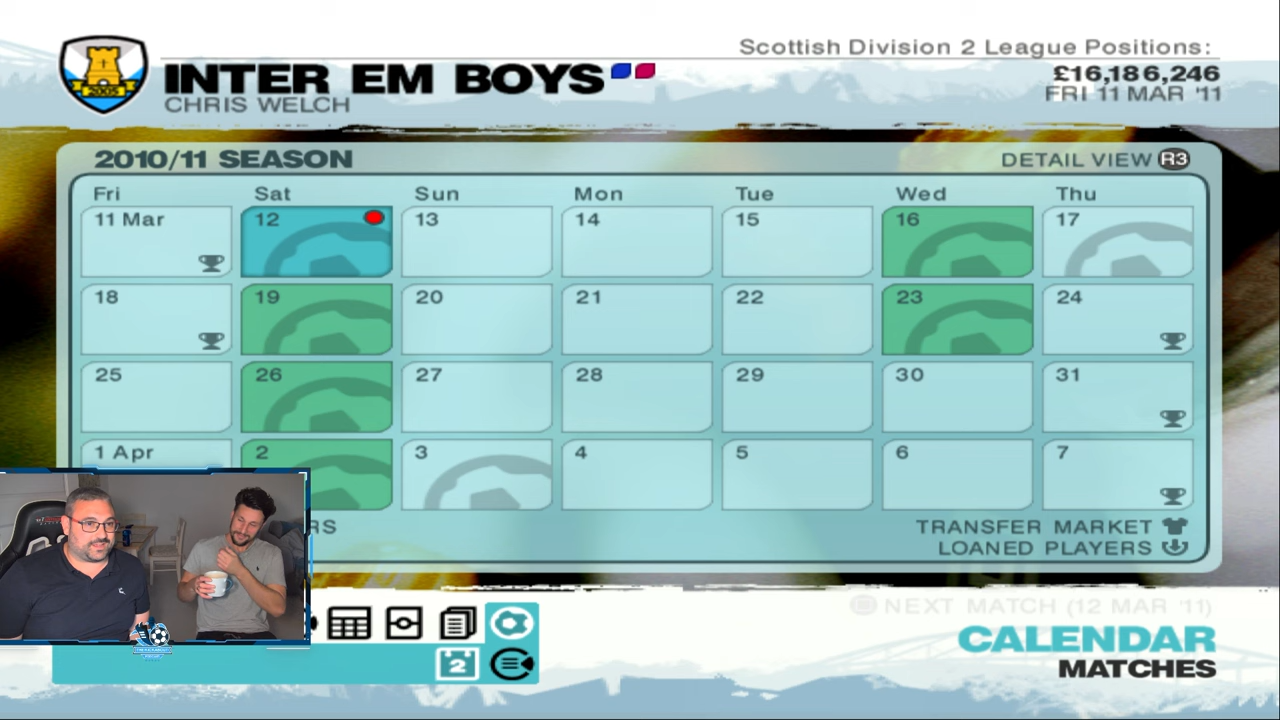 Scottish Division 2 League Positions:
INTER EM BOYS
£16,186,246
CHRIS WELCH
FRI 11 MAR '11
2005
2010/11 SEASON
DETAIL VIEW R3
Fri Sat Sun Mon Tue Wed Thu
11 Mar 12 13 14 15 16 17
18 19 20 21 22 23 24
25 26 27 28 29 30 31
1 Apr 2 3 4 5 6 7
RS
TRANSFER MARKET
LOANED PLAYERS
NEXT MATCH (12 MAR '11)
CALENDAR
2
MATCHES